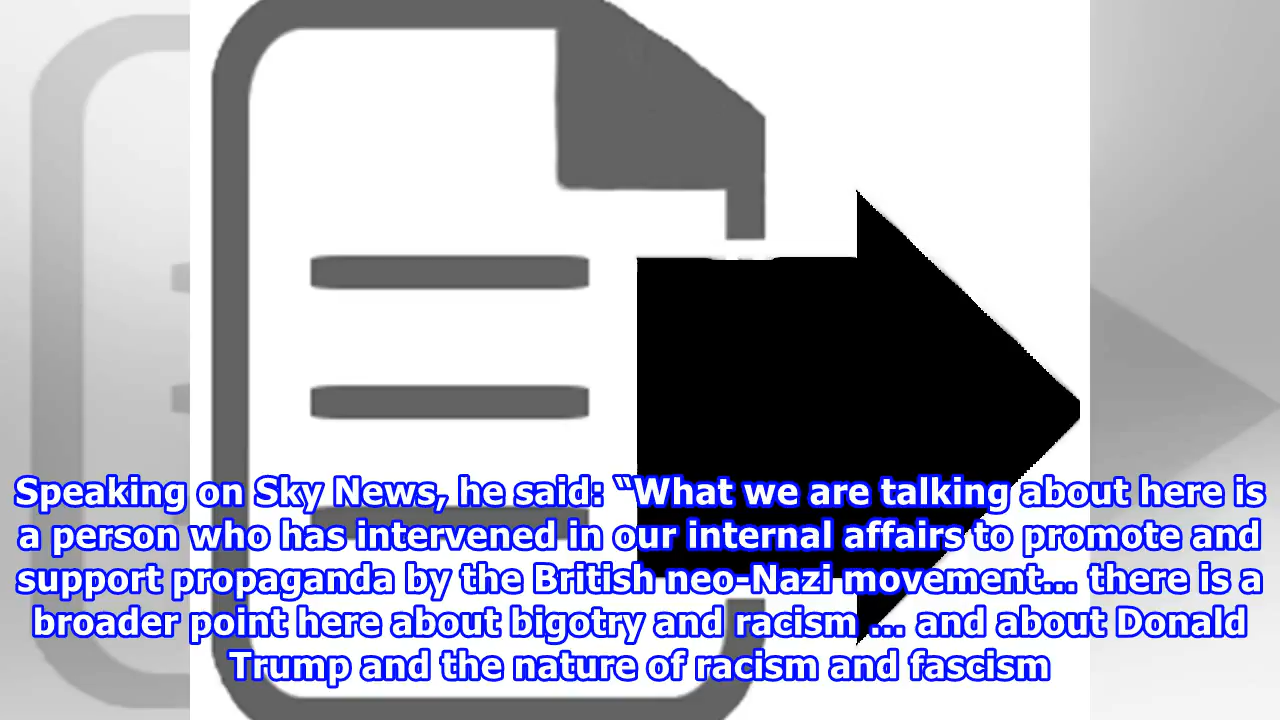 Speaking on Sky News, he said: “What we are talking about here is
a person who has intervened in our internal affairs to promote and
support propaganda by the British neo-Nazi movement... there is a
broader point here about bigotry and racism ... and about Donald
Trump and the nature of racism and fascism